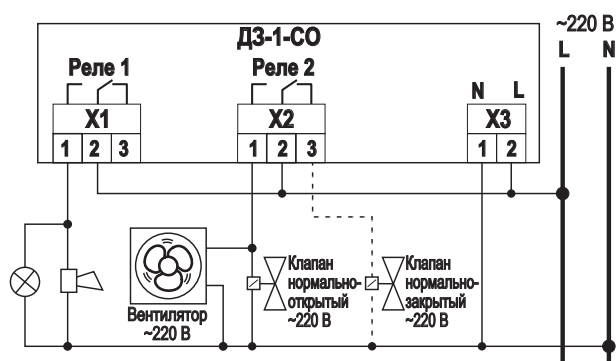 ДЗ-1-СО
~220 В
L N
Реле 1
Реле 2
N L
X1
X2
X3
1 2 3
1 2 3
1 2
Вентилятор
~220 В
Клапан
нормально-
открытый
~220 В
Клапан
нормально-
закрытый
~220 В